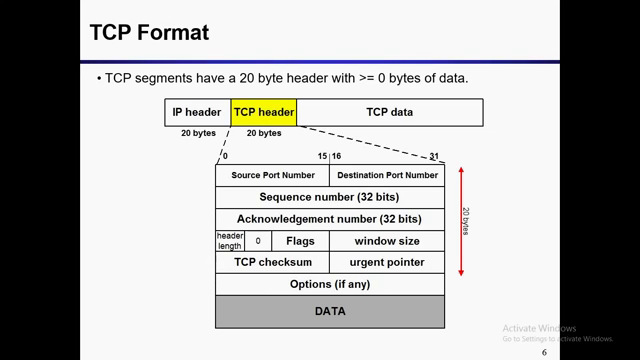 TCP Format
• TCP segments have a 20 byte header with >= 0 bytes of data.
IP header TCP header TCP data
20 bytes 20 bytes
0 15 16 31
Source Port Number Destination Port Number
Sequence number (32 bits)
Acknowledgement number (32 bits)
header length 0 Flags window size
TCP checksum urgent pointer
Options (if any)
DATA
20 bytes
Activate Windows
Go to Settings to activate Windows.
6